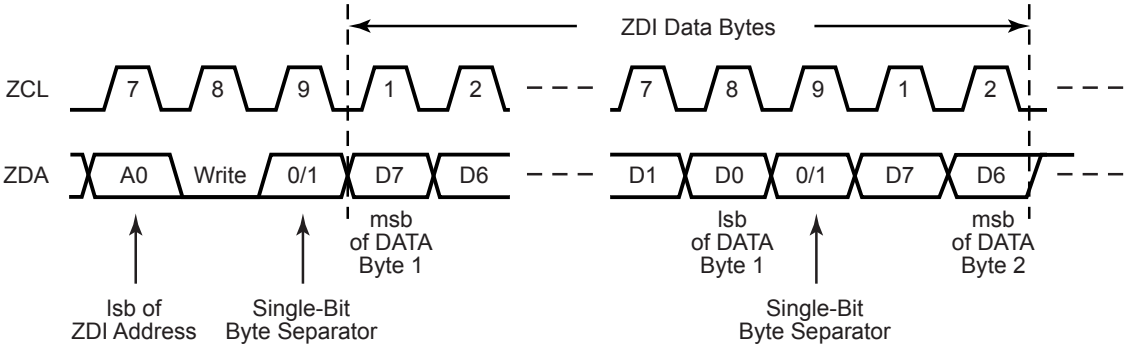 ZDI Data Bytes
ZCL 7 8 9 1 2 7 8 9 1 2
ZDA A0 Write 0/1 D7 D6 D1 D0 0/1 D7 D6
msb
of DATA
Byte 1
lsb
of DATA
Byte 1
msb
of DATA
Byte 2
lsb of
ZDI Address
Single-Bit
Byte Separator
Single-Bit
Byte Separator